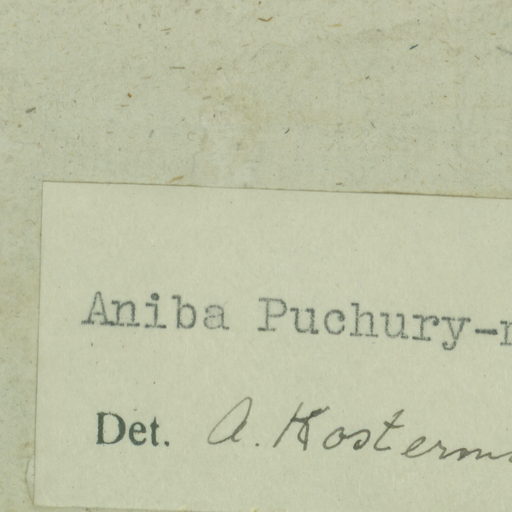 Aniba Puchury-
Det. A. Kosterm